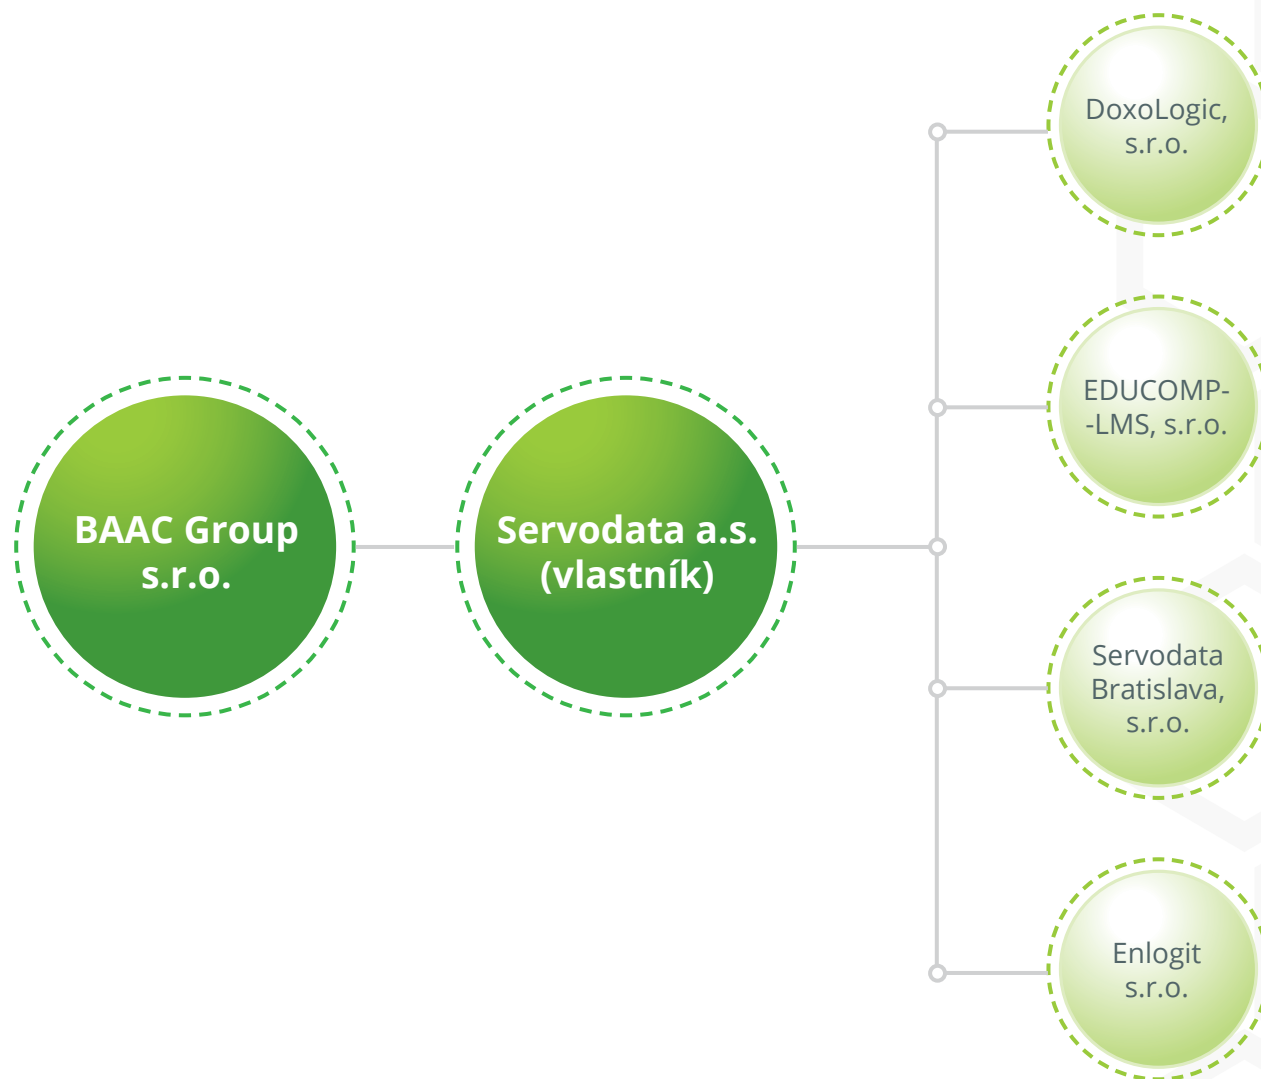 BAAC Group
s.r.o.
Servodata a.s.
(vlastník)
DoxoLogic,
s.r.o.
EDUCOMP-
-LMS, s.r.o.
Servodata
Bratislava,
s.r.o.
Enlogit
s.r.o.